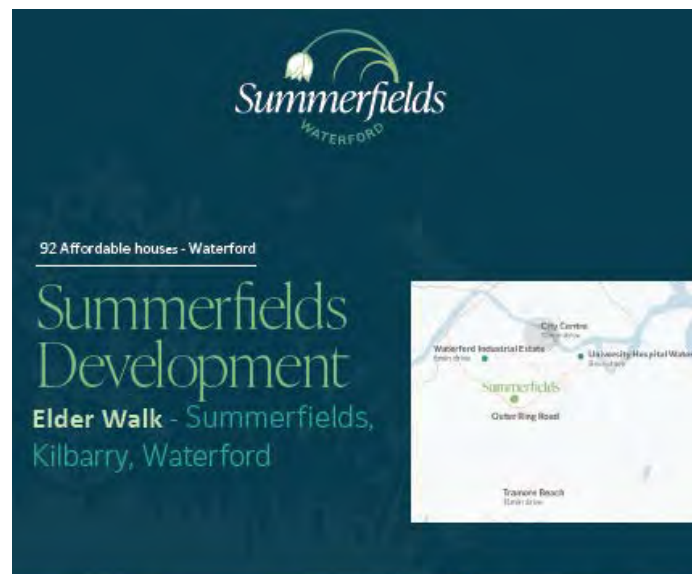 Summerfields
WATERFORD
92 Affordable houses - Waterford
Summerfields
Development
Elder Walk - Summerfields,
Kilbarry, Waterford
City Centre
Waterford Industrial Estate
University Hospital Water
Summerfields
Outer Ring Road
Tramore Beach